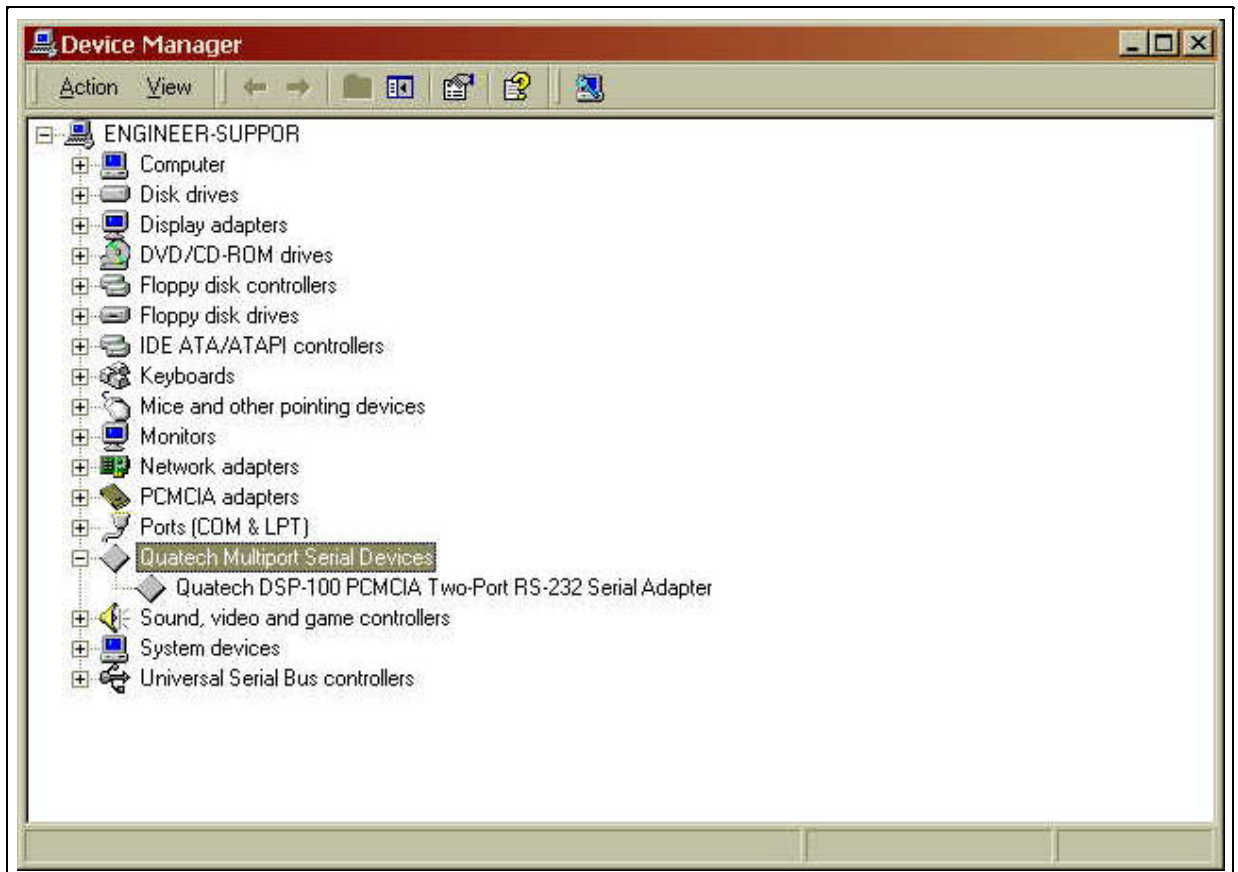 Device Manager
Action View
ENGINEER-SUPPOR
Computer
Disk drives
Display adapters
DVD/CD-ROM drives
Floppy disk controllers
Floppy disk drives
IDE ATA/ATAPI controllers
Keyboards
Mice and other pointing devices
Monitors
Network adapters
PCMCIA adapters
Ports (COM & LPT)
Quatech Multiport Serial Devices
Quatech DSP-100 PCMCIA Two-Port RS-232 Serial Adapter
Sound, video and game controllers
System devices
Universal Serial Bus controllers